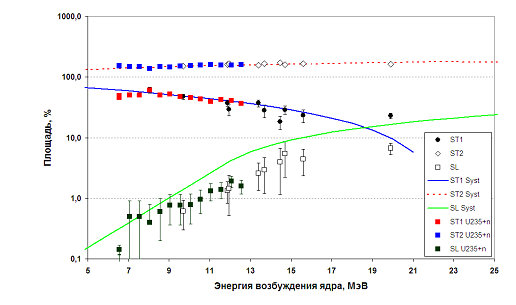 1000,0
100,0
10,0
1,0
0,1
Площадь, %
5 7 9 11 13 15 17 19 21 23 25
Энергия возбуждения ядра, МэВ
ST1
ST2
SL
ST1 Syst
ST2 Syst
SL Syst
ST1 U235+n
ST2 U235+n
SL U235+n